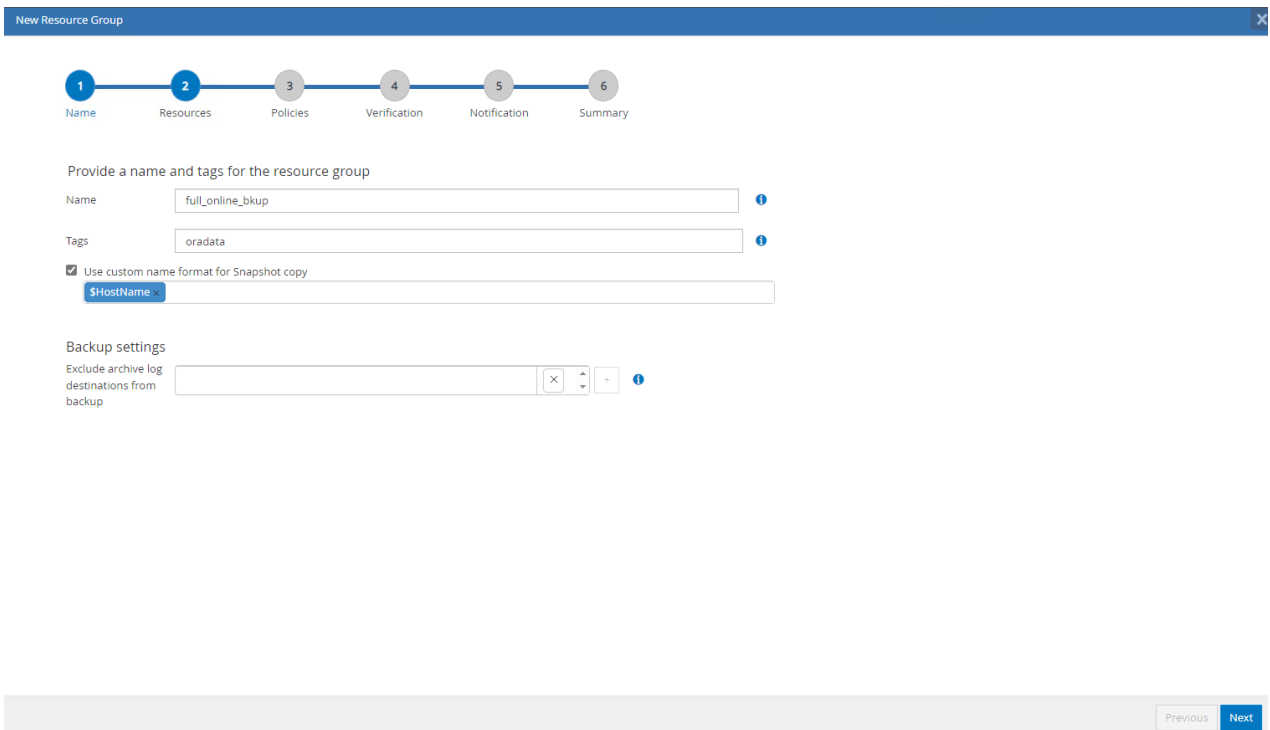 New Resource Group
1 2 3 4 5 6
Name Resources Policies Verification Notification Summary
Provide a name and tags for the resource group
Name full_online_bkup
Tags oradata
Use custom name format for Snapshot copy
$HostName ×
Backup settings
Exclude archive log
destinations from
backup
Previous Next